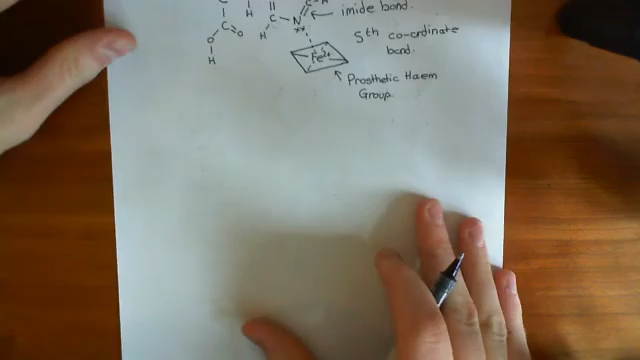 H
C H
imide bond.
C N
C O
H
O
5th co-ordinate
bond.
Fe2+
H
Prosthetic Haem
Group